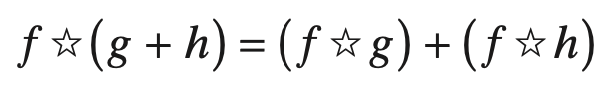 f ☆ (g + h) = (f ☆ g) + (f ☆ h)